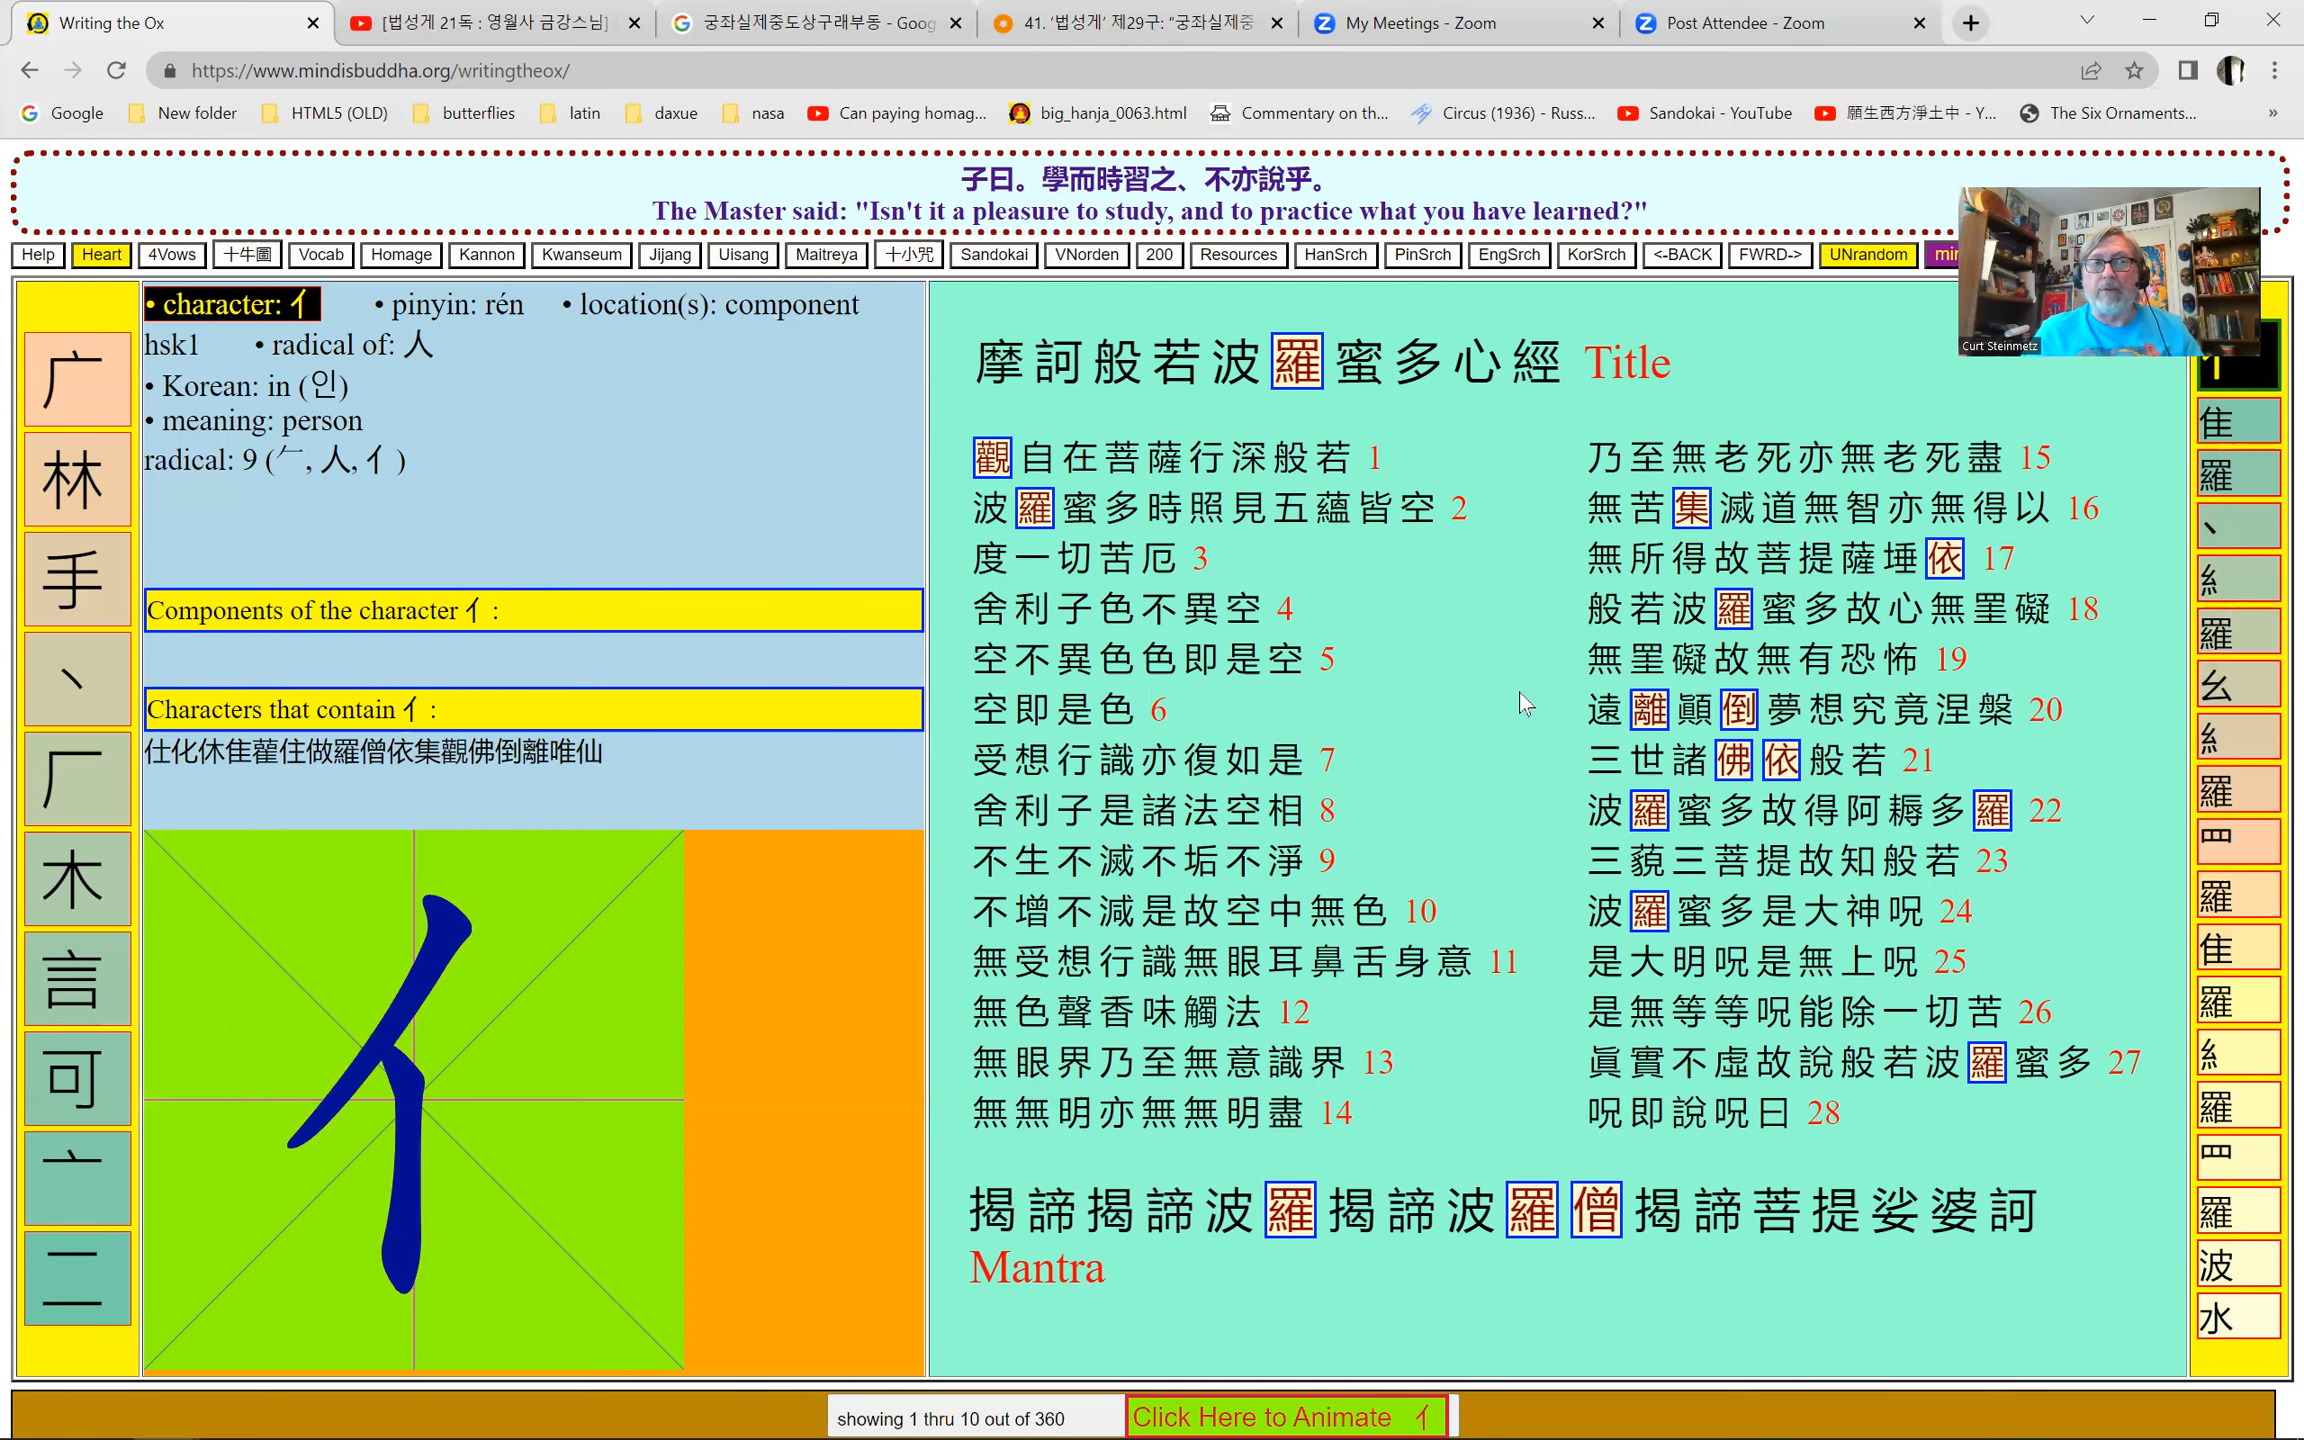 Writing the Ox
[법성게 21독 : 영월사 금강스님]
궁좌실제중도상구래부동 - Goog
41. ‘법성게’ 제29구: “궁좌실제중
My Meetings - Zoom
Post Attendee - Zoom
https://www.mindisbuddha.org/writingtheox/
Google
New folder
HTML5 (OLD)
butterflies
latin
daxue
nasa
Can paying homag...
big_hanja_0063.html
Commentary on th...
Circus (1936) - Russ...
Sandokai - YouTube
願生西方淨土中 - Y...
The Six Ornaments...
»
子曰。學而時習之、不亦說乎。
The Master said: "Isn't it a pleasure to study, and to practice what you have learned?"
Help Heart 4Vows 十牛圖 Vocab Homage Kannon Kwanseum Jijang Uisang Maitreya 十小咒 Sandokai VNorden 200 Resources HanSrch PinSrch EngSrch KorSrch <-BACK FWRD-> UNrandom min
Curt Steinmetz
广
林
手
丶
厂
木
言
可
亠
二
• character: 亻 • pinyin: rén • location(s): component
hsk1 • radical of: 人
• Korean: in (인)
• meaning: person
radical: 9 (𠂉, 人, 亻)
Components of the character 亻:
Characters that contain 亻:
仕化休隹雚住做羅僧依集觀佛倒離唯仙
亻
摩訶般若波羅蜜多心經 Title
觀自在菩薩行深般若 1
波羅蜜多時照見五蘊皆空 2
度一切苦厄 3
舍利子色不異空 4
空不異色色即是空 5
空即是色 6
受想行識亦復如是 7
舍利子是諸法空相 8
不生不滅不垢不淨 9
不增不減是故空中無色 10
無受想行識無眼耳鼻舌身意 11
無色聲香味觸法 12
無眼界乃至無意識界 13
無無明亦無無明盡 14
乃至無老死亦無老死盡 15
無苦集滅道無智亦無得以 16
無所得故菩提薩埵依 17
般若波羅蜜多故心無罣礙 18
無罣礙故無有恐怖 19
遠離顚倒夢想究竟涅槃 20
三世諸佛依般若 21
波羅蜜多故得阿耨多羅 22
三藐三菩提故知般若 23
波羅蜜多是大神呪 24
是大明呪是無上呪 25
是無等等呪能除一切苦 26
眞實不虛故說般若波羅蜜多 27
呪即說呪曰 28
揭諦揭諦波羅揭諦波羅僧揭諦菩提娑婆訶
Mantra
隹
羅
丶
糹
羅
幺
糹
羅
罒
羅
隹
羅
糹
羅
罒
羅
波
水
showing 1 thru 10 out of 360
Click Here to Animate 亻